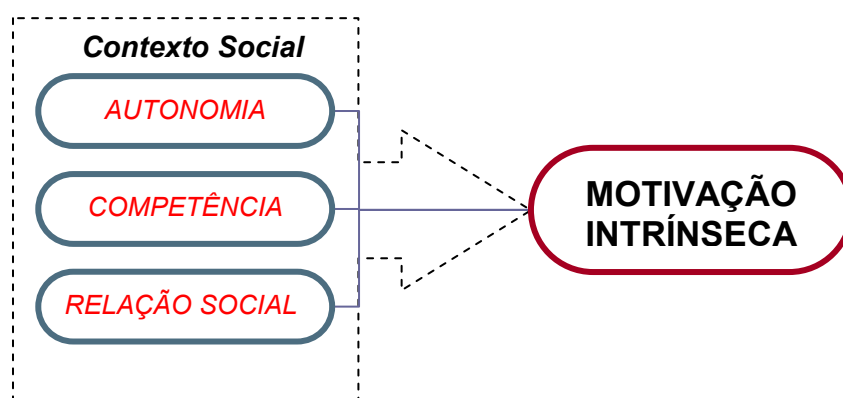 Contexto Social
AUTONOMIA
COMPETÊNCIA
RELAÇÃO SOCIAL
MOTIVAÇÃO
INTRÍNSECA